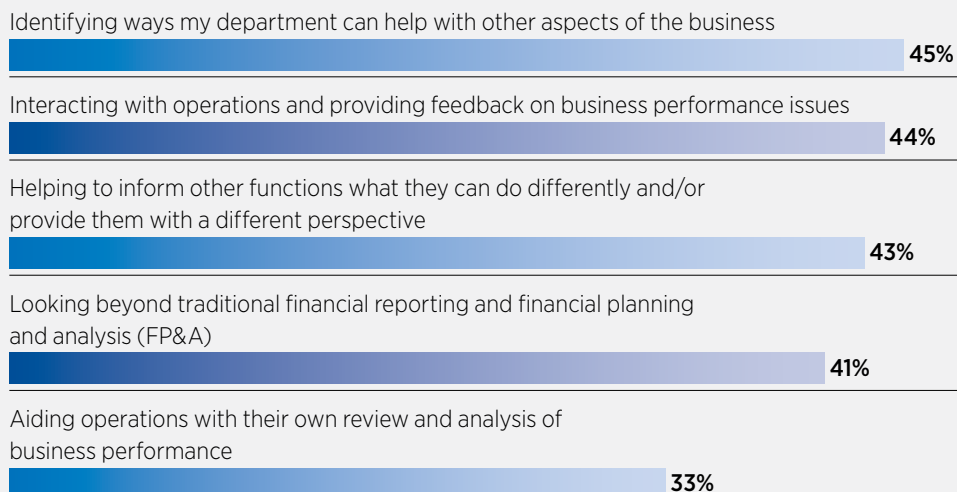 Identifying ways my department can help with other aspects of the business
45%
Interacting with operations and providing feedback on business performance issues
44%
Helping to inform other functions what they can do differently and/or
provide them with a different perspective
43%
Looking beyond traditional financial reporting and financial planning
and analysis (FP&A)
41%
Aiding operations with their own review and analysis of
business performance
33%